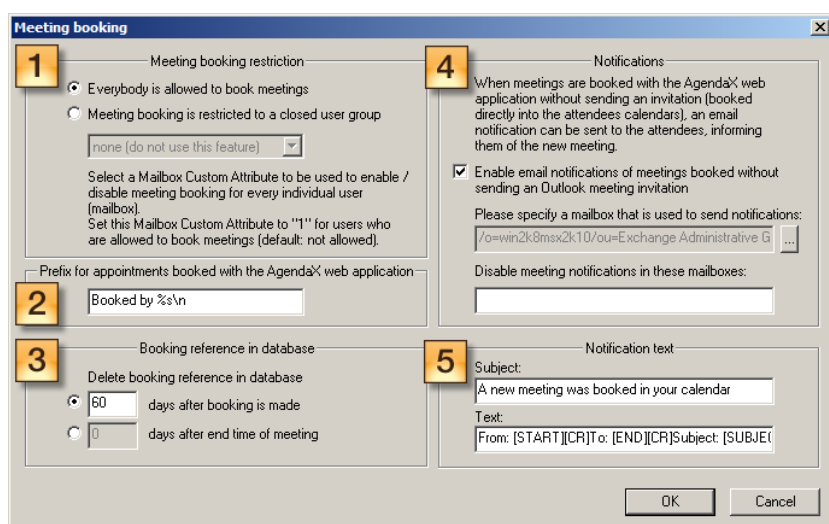 Meeting booking
1
Meeting booking restriction
Everybody is allowed to book meetings
Meeting booking is restricted to a closed user group
none (do not use this feature)
Select a Mailbox Custom Attribute to be used to enable /
disable meeting booking for every individual user
(mailbox).
Set this Mailbox Custom Attribute to "1" for users who
are allowed to book meetings (default: not allowed).
2
Prefix for appointments booked with the AgendaX web application
Booked by %s\n
3
Booking reference in database
Delete booking reference in database
60 days after booking is made
0 days after end time of meeting
4
Notifications
When meetings are booked with the AgendaX web
application without sending an invitation (booked
directly into the attendees calendars), an email
notification can be sent to the attendees, informing
them of the new meeting.
Enable email notifications of meetings booked without
sending an Outlook meeting invitation
Please specify a mailbox that is used to send notifications:
/o=win2k8msx2k10/ou=Exchange Administrative G ...
Disable meeting notifications in these mailboxes:
5
Notification text
Subject:
A new meeting was booked in your calendar
Text:
From: [START][CR]To: [END][CR]Subject: [SUBJE(
OK Cancel